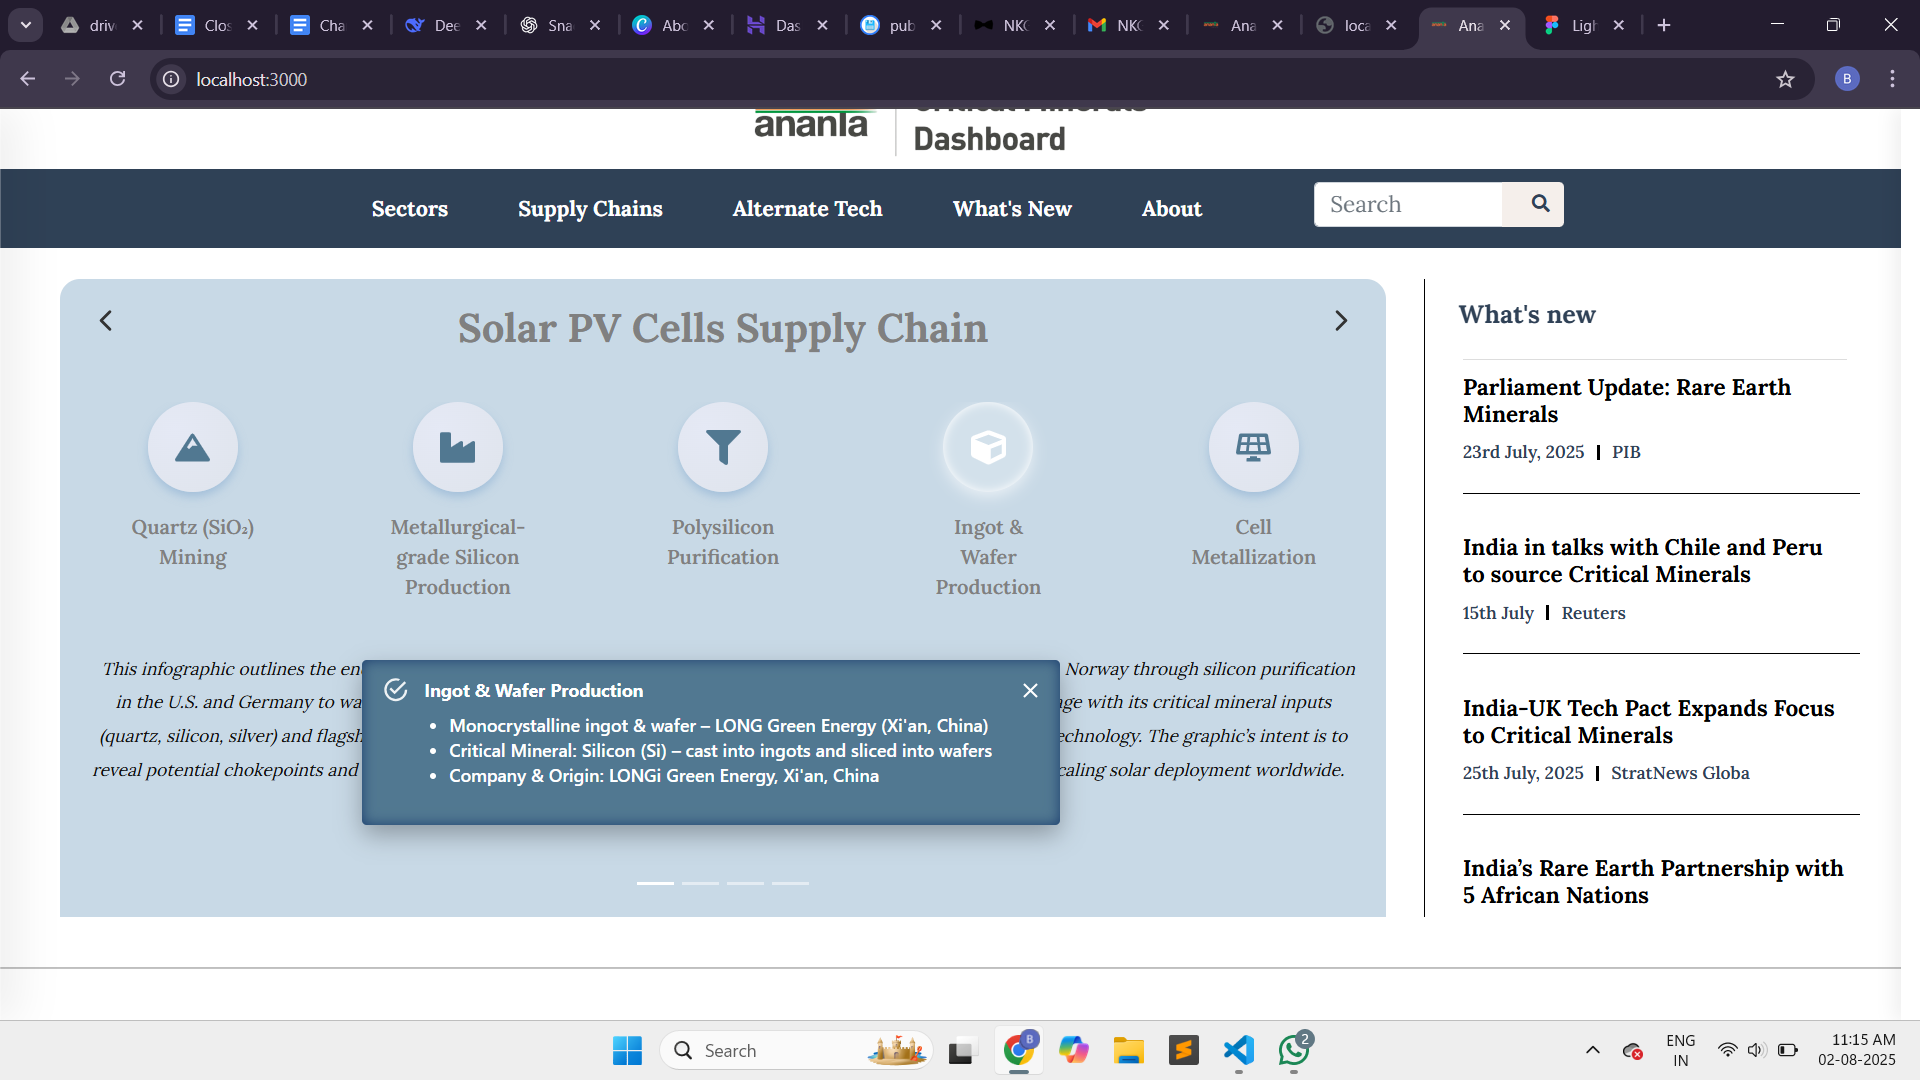 driv
Clos
Cha
Dee
Sna
Abo
Das
pub
NKC
NKC
Ana
loca
Ana
Ligh
localhost:3000
B
ananta
Dashboard
Sectors
Supply Chains
Alternate Tech
What's New
About
Search
Solar PV Cells Supply Chain
Quartz (SiO₂)
Mining
Metallurgical-
grade Silicon
Production
Polysilicon
Purification
Ingot &
Wafer
Production
Cell
Metallization
This infographic outlines the en
Norway through silicon purification
in the U.S. and Germany to wa
ge with its critical mineral inputs
(quartz, silicon, silver) and flagsh
echnology. The graphic’s intent is to
reveal potential chokepoints and
caling solar deployment worldwide.
Ingot & Wafer Production
• Monocrystalline ingot & wafer – LONG Green Energy (Xi'an, China)
• Critical Mineral: Silicon (Si) – cast into ingots and sliced into wafers
• Company & Origin: LONGi Green Energy, Xi'an, China
What's new
Parliament Update: Rare Earth
Minerals
23rd July, 2025 | PIB
India in talks with Chile and Peru
to source Critical Minerals
15th July | Reuters
India-UK Tech Pact Expands Focus
to Critical Minerals
25th July, 2025 | StratNews Globa
India’s Rare Earth Partnership with
5 African Nations
Search
B
2
ENG
IN
11:15 AM
02-08-2025